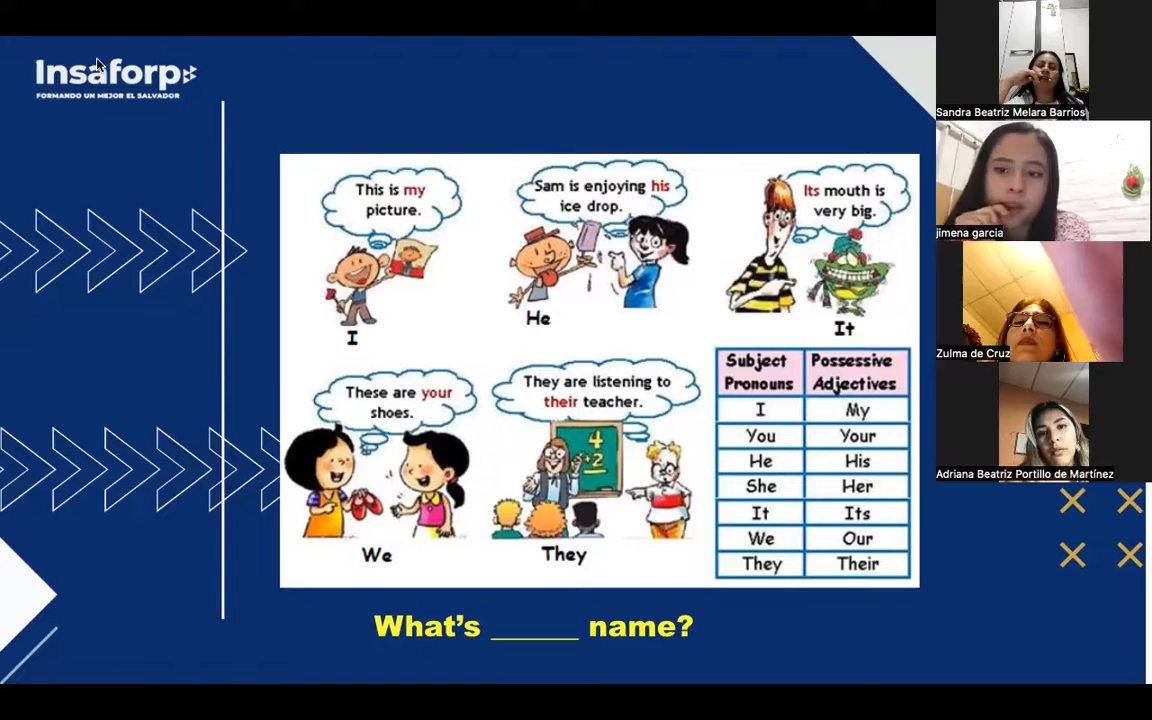 Insaforp
FORMANDO UN MEJOR EL SALVADOR
This is my
picture.
I
Sam is enjoying his
ice drop.
He
Its mouth is
very big.
It
These are your
shoes.
We
They are listening to
their teacher.
4
+2
They
Subject Pronouns Possessive Adjectives
I My
You Your
He His
She Her
It Its
We Our
They Their
What's ______ name?
Sandra Beatriz Melara Barrios
jimena garcia
Zulma de Cruz
Adriana Beatriz Portillo de Martínez